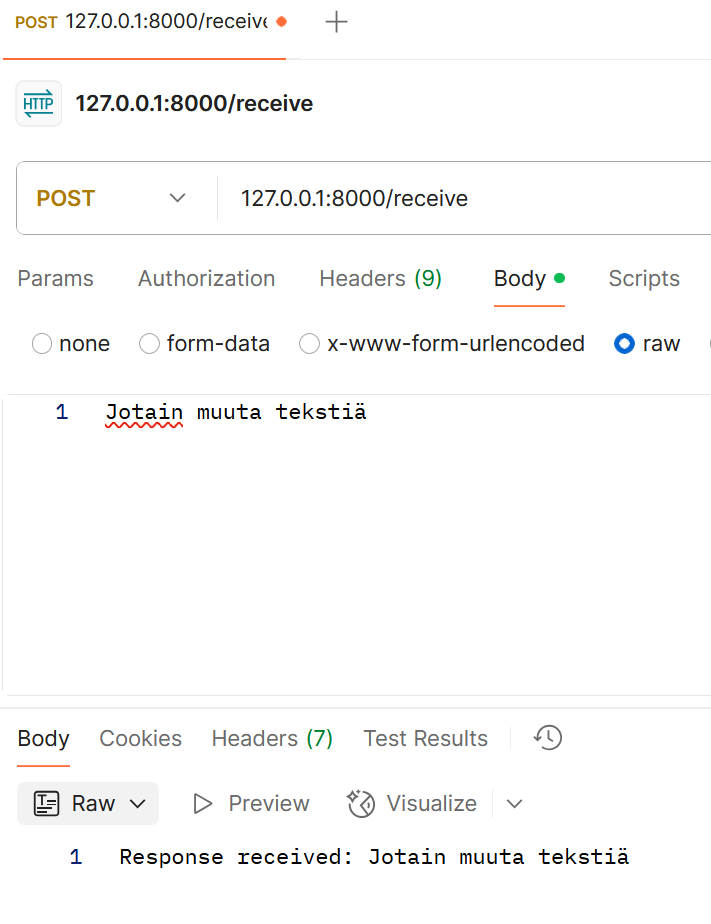 POST 127.0.0.1:8000/receive
HTTP 127.0.0.1:8000/receive
POST 127.0.0.1:8000/receive
Params Authorization Headers (9) Body Scripts
none form-data x-www-form-urlencoded raw
1 Jotain muuta tekstiä
Body Cookies Headers (7) Test Results
Raw Preview Visualize
1 Response received: Jotain muuta tekstiä